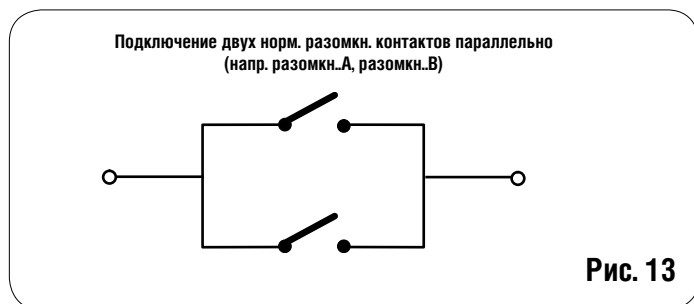 Подключение двух норм. разомкн. контактов параллельно
(напр. разомкн..А, разомкн..В)
Рис. 13